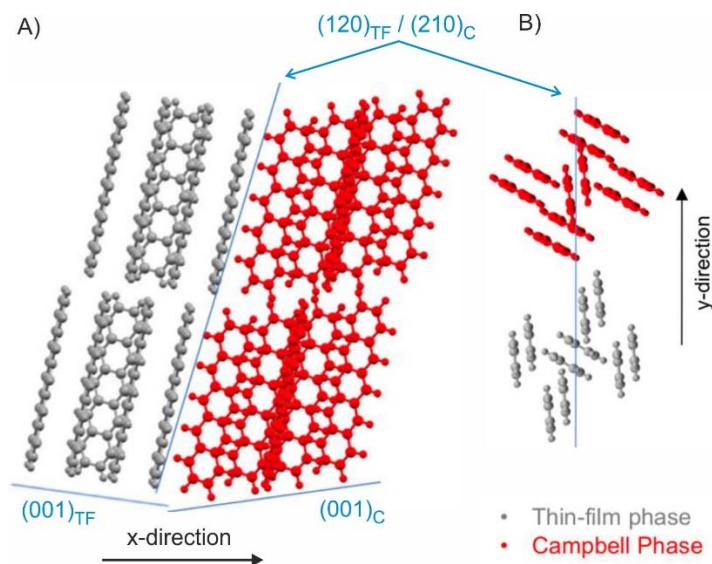 A)
(120)TF / (210)C
B)
y-direction
(001)TF
(001)C
x-direction
Thin-film phase
Campbell Phase